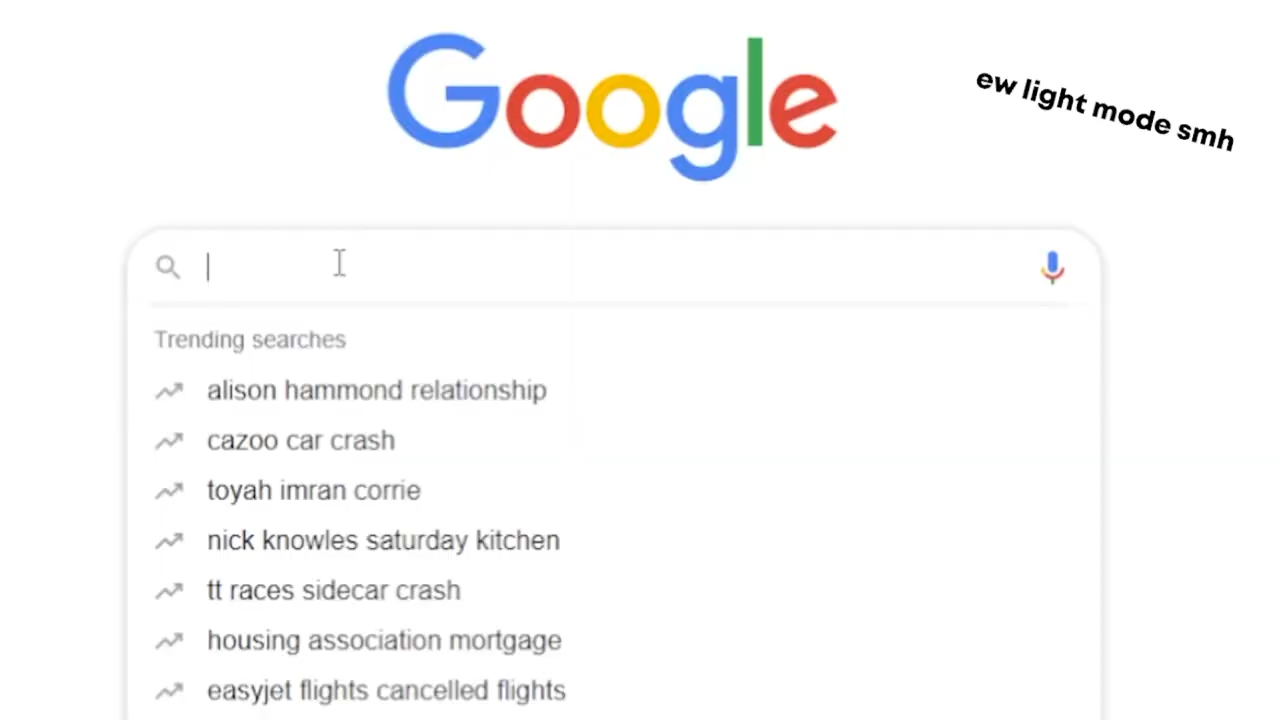 Google
ew light mode smh
Trending searches
alison hammond relationship
cazoo car crash
toyah imran corrie
nick knowles saturday kitchen
tt races sidecar crash
housing association mortgage
easyjet flights cancelled flights